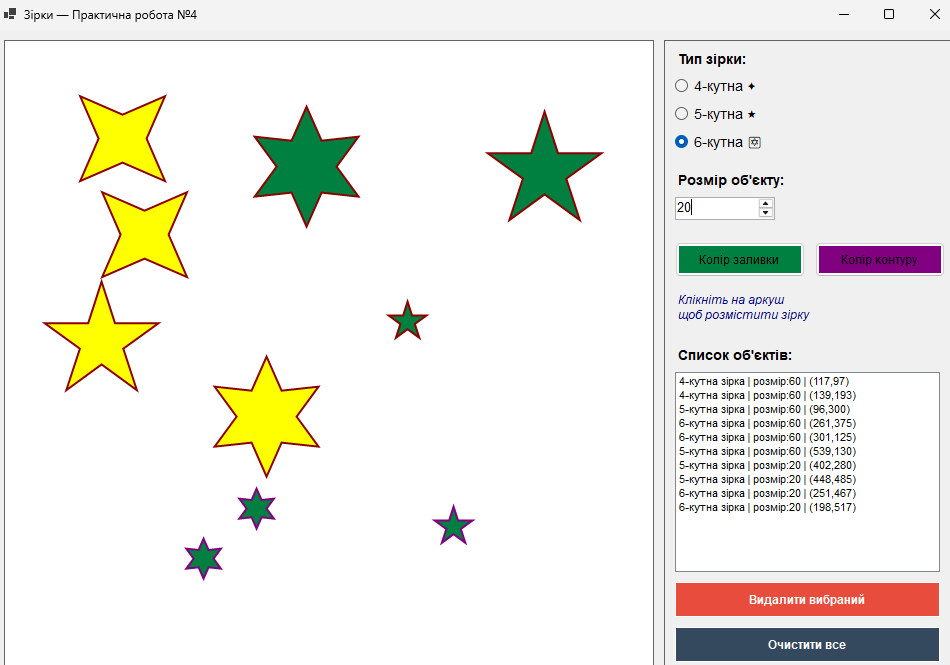 Зірки — Практична робота №4
Тип зірки:
4-кутна ✦
5-кутна ★
6-кутна 🔯
Розмір об'єкту:
20
Колір заливки
Колір контуру
Клікніть на аркуш
щоб розмістити зірку
Список об'єктів:
4-кутна зірка | розмір:60 | (117,97)
4-кутна зірка | розмір:60 | (139,193)
5-кутна зірка | розмір:60 | (96,300)
6-кутна зірка | розмір:60 | (261,375)
6-кутна зірка | розмір:60 | (301,125)
5-кутна зірка | розмір:60 | (539,130)
5-кутна зірка | розмір:20 | (402,280)
5-кутна зірка | розмір:20 | (448,485)
6-кутна зірка | розмір:20 | (251,467)
6-кутна зірка | розмір:20 | (198,517)
Видалити вибраний
Очистити все